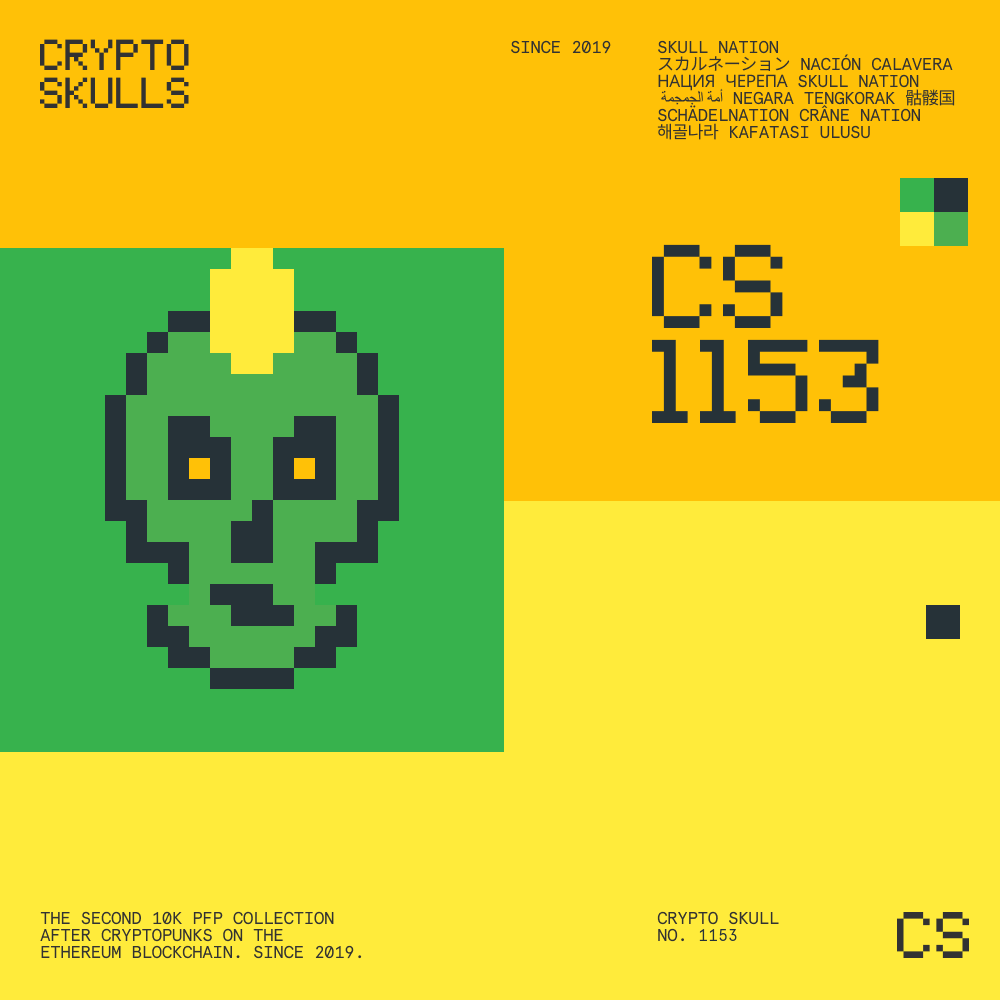 CRYPTO
SKULLS
SINCE 2019
SKULL NATION
スカルネーション NACIÓN CALAVERA
НАЦИЯ ЧЕРЕПА SKULL NATION
أمة الجمجمة NEGARA TENGKORAK 骷髅国
SCHÄDELNATION CRÂNE NATION
해골나라 KAFATASI ULUSU
CS
1153
THE SECOND 10K PFP COLLECTION
AFTER CRYPTOPUNKS ON THE
ETHEREUM BLOCKCHAIN. SINCE 2019.
CRYPTO SKULL
NO. 1153
CS